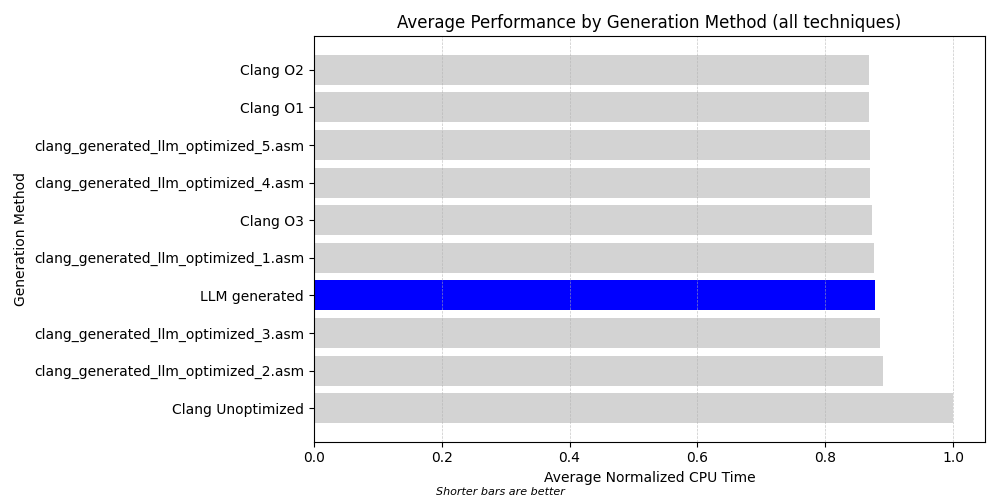 Average Performance by Generation Method (all techniques)
Generation Method
Clang O2
Clang O1
clang_generated_llm_optimized_5.asm
clang_generated_llm_optimized_4.asm
Clang O3
clang_generated_llm_optimized_1.asm
LLM generated
clang_generated_llm_optimized_3.asm
clang_generated_llm_optimized_2.asm
Clang Unoptimized
0.0 0.2 0.4 0.6 0.8 1.0
Average Normalized CPU Time
Shorter bars are better